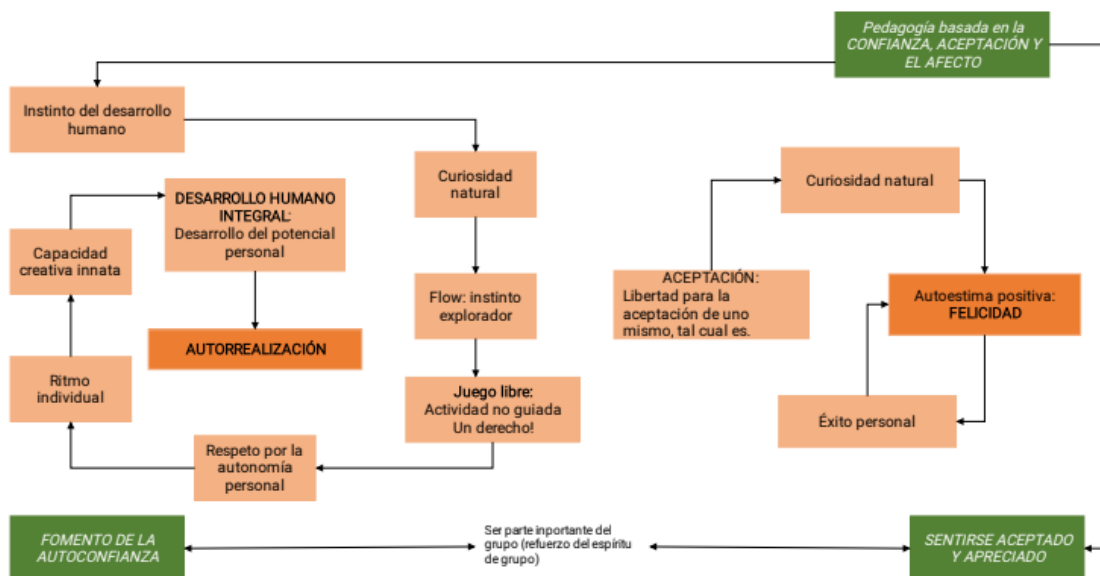 Pedagogía basada en la
CONFIANZA, ACEPTACIÓN Y
EL AFECTO
Instinto del desarrollo
humano
Curiosidad
natural
Flow: instinto
explorador
Juego libre:
Actividad no guiada
Un derecho!
Respeto por la
autonomía
personal
Ritmo
individual
Capacidad
creativa innata
DESARROLLO HUMANO
INTEGRAL:
Desarrollo del potencial
personal
AUTORREALIZACIÓN
ACEPTACIÓN:
Libertad para la
aceptación de uno
mismo, tal cual es.
Curiosidad natural
Autoestima positiva:
FELICIDAD
Éxito personal
FOMENTO DE LA
AUTOCONFIANZA
Ser parte inportante del
grupo (refuerzo del espíritu
de grupo)
SENTIRSE ACEPTADO
Y APRECIADO